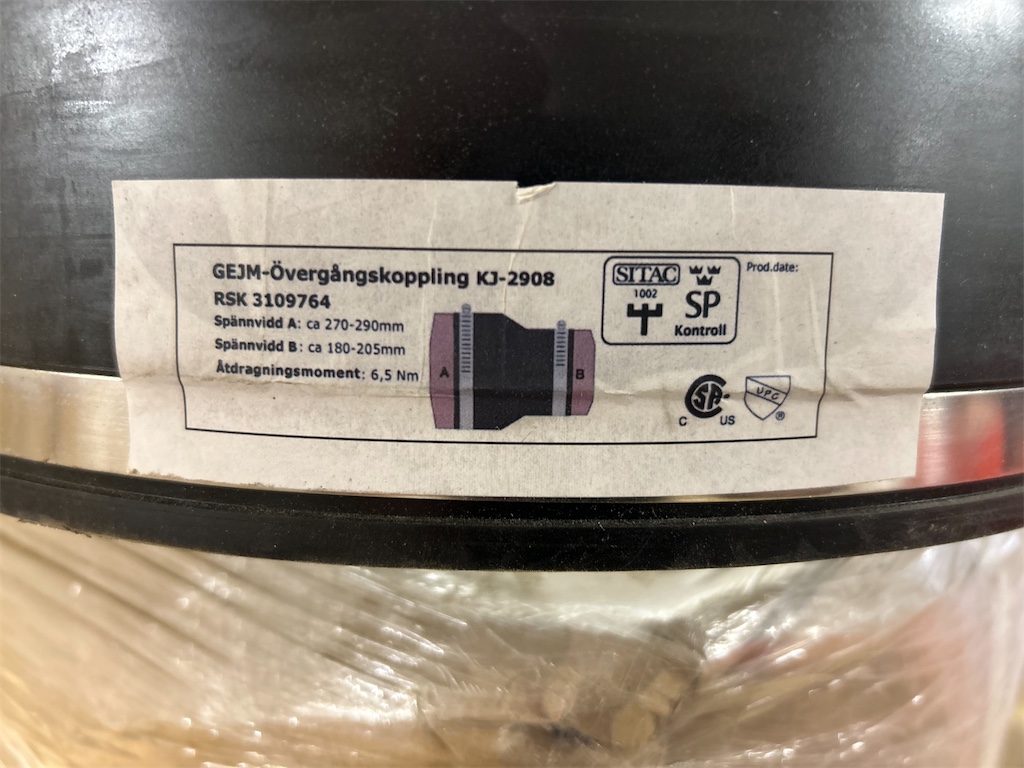 GEJM-Övergångskoppling KJ-2908
RSK 3109764
Spännvidd A: ca 270-290mm
Spännvidd B: ca 180-205mm
Åtdragningsmoment: 6,5 Nm
A
B
SITAC
1002
SP
Kontroll
Prod.date:
C SA US
UPC ®